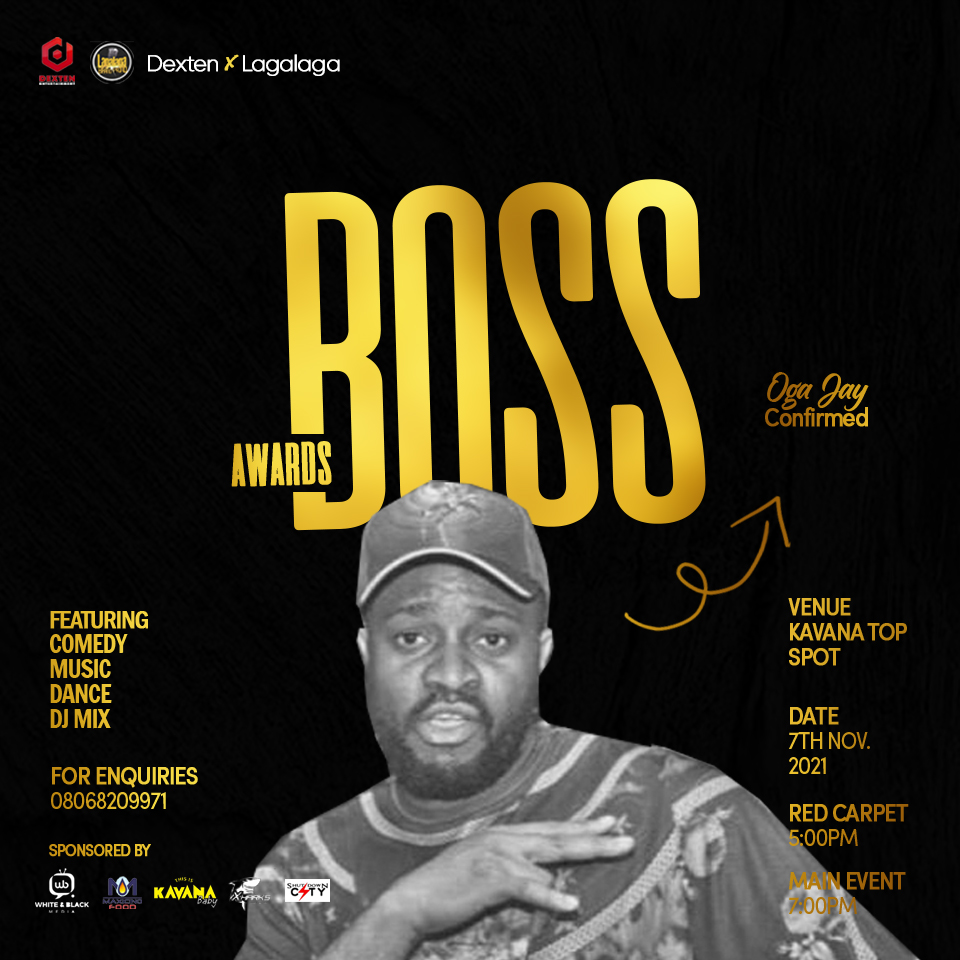 Dexten x Lagalaga
DEXTEN
Lagalaga
BOSS
AWARDS
Oga Jay
Confirmed
FEATURING
COMEDY
MUSIC
DANCE
DJ MIX
FOR ENQUIRIES
08068209971
SPONSORED BY
wb
WHITE & BLACK
MEDIA
FOOD
THIS IS
KAVANA
baby
SHUTDOWN
CITY
VENUE
KAVANA TOP
SPOT
DATE
7TH NOV.
2021
RED CARPET
5:00PM
MAIN EVENT
7:00PM